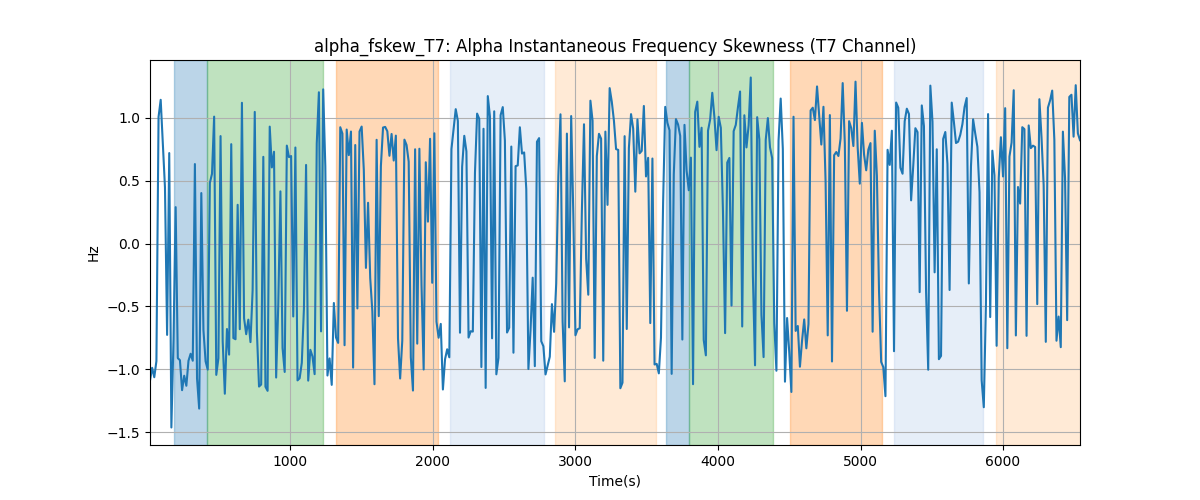 alpha_fskew_T7: Alpha Instantaneous Frequency Skewness (T7 Channel)
1.0
0.5
0.0
−0.5
−1.0
−1.5
Hz
1000 2000 3000 4000 5000 6000
Time(s)